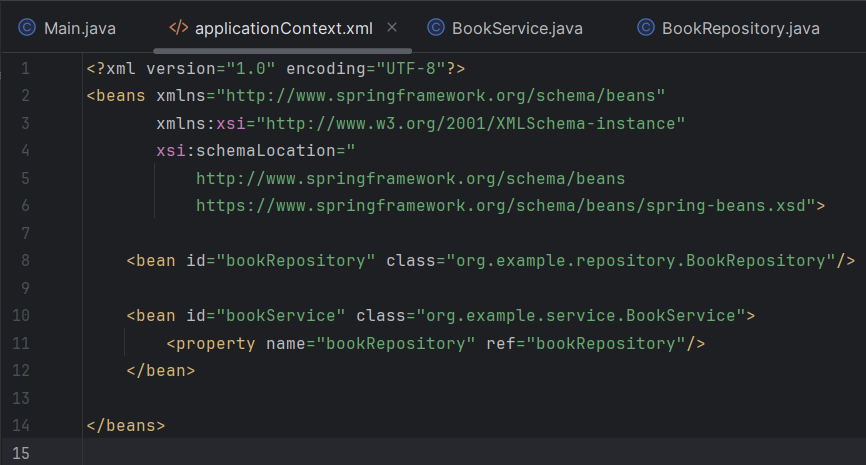 Main.java applicationContext.xml BookService.java BookRepository.java
1 <?xml version="1.0" encoding="UTF-8"?>
2 <beans xmlns="http://www.springframework.org/schema/beans"
3 xmlns:xsi="http://www.w3.org/2001/XMLSchema-instance"
4 xsi:schemaLocation="
5 http://www.springframework.org/schema/beans
6 https://www.springframework.org/schema/beans/spring-beans.xsd">
7
8 <bean id="bookRepository" class="org.example.repository.BookRepository"/>
9
10 <bean id="bookService" class="org.example.service.BookService">
11 <property name="bookRepository" ref="bookRepository"/>
12 </bean>
13
14 </beans>
15